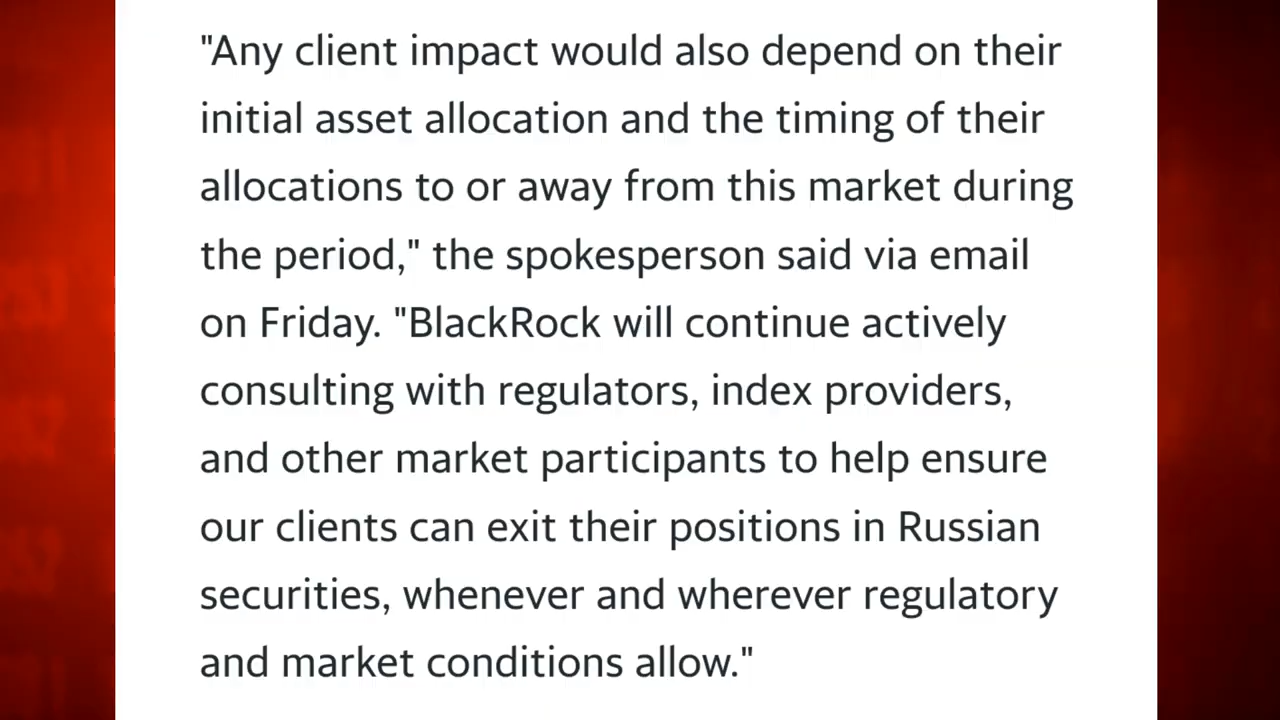 "Any client impact would also depend on their
initial asset allocation and the timing of their
allocations to or away from this market during
the period," the spokesperson said via email
on Friday. "BlackRock will continue actively
consulting with regulators, index providers,
and other market participants to help ensure
our clients can exit their positions in Russian
securities, whenever and wherever regulatory
and market conditions allow."